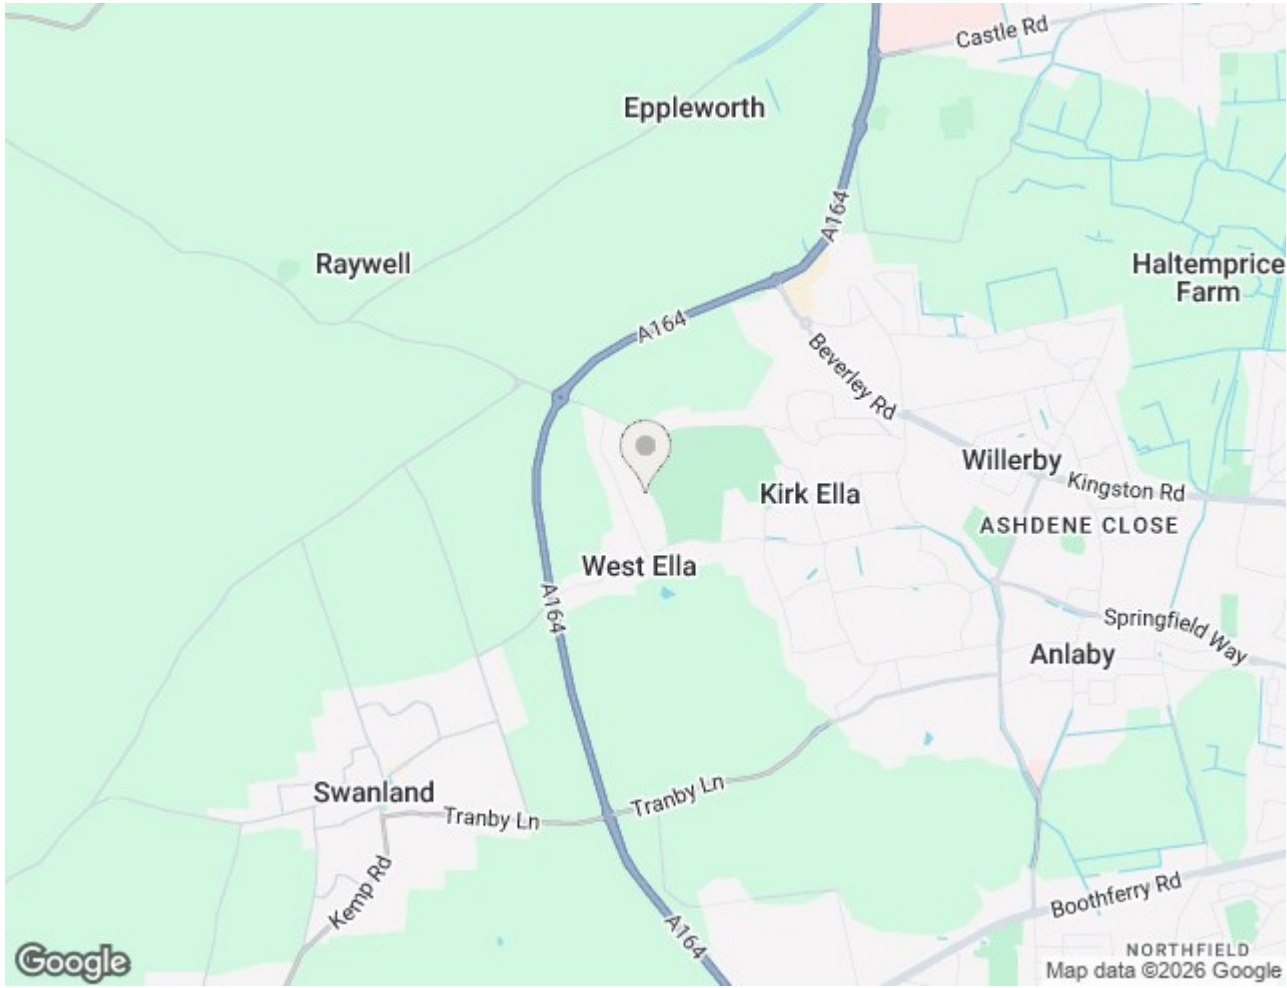 Castle Rd
Eppleworth
A164
Raywell
Haltemprice
Farm
A164
Beverley Rd
Willerby
Kingston Rd
Kirk Ella
ASHDENE CLOSE
West Ella
A164
Springfield Way
Anlaby
Swanland
Tranby Ln
Tranby Ln
Kemp Rd
Boothferry Rd
A164
NORTHFIELD
Google
Map data ©2026 Google